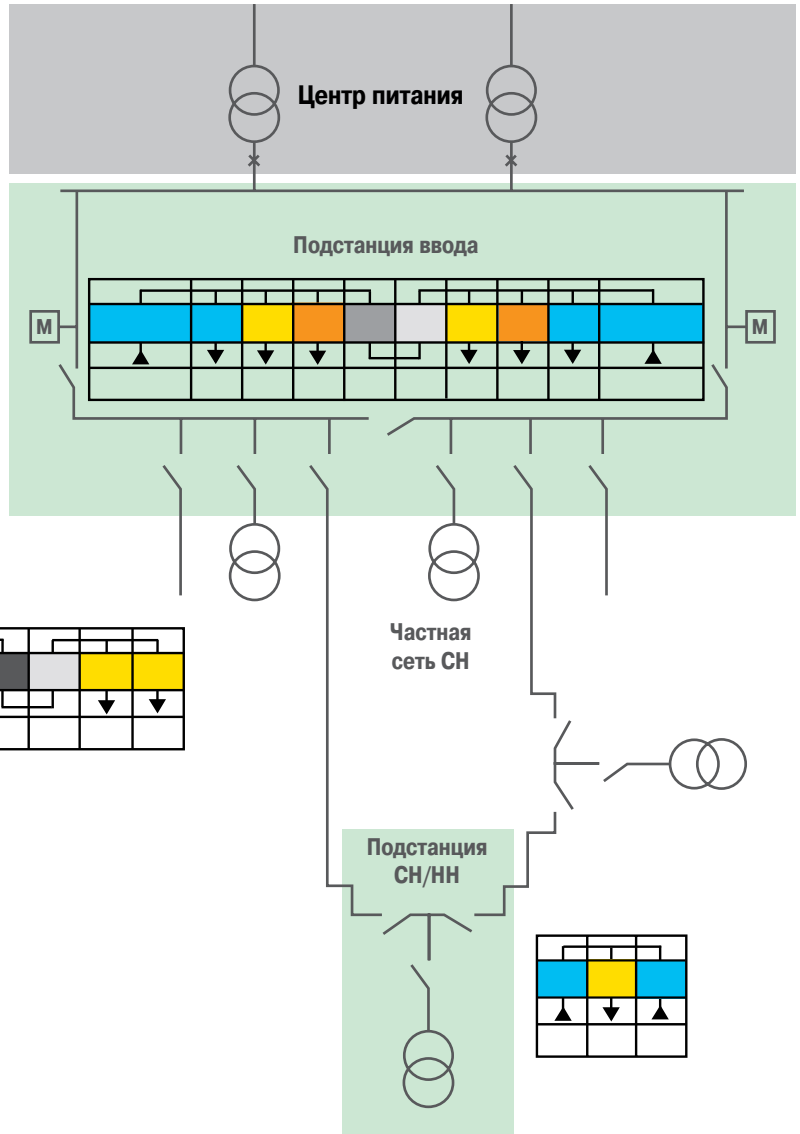 Центр питания
Подстанция ввода
М
М
Частная
сеть СН
Подстанция
СН/НН